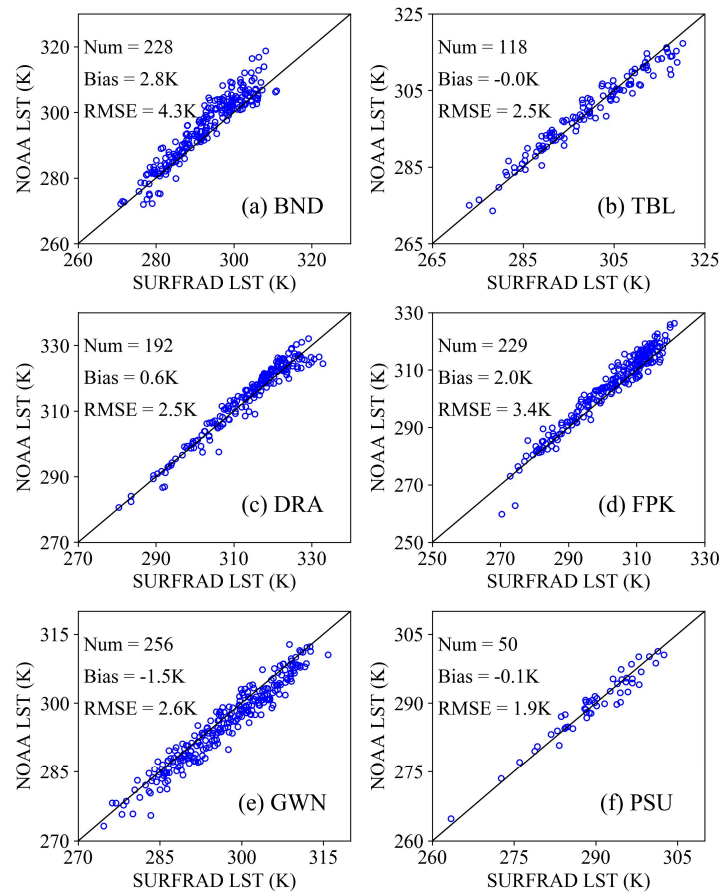 320
300
280
260
260
280
300
320
NOAA LST (K)
SURFRAD LST (K)
Num = 228
Bias = 2.8K
RMSE = 4.3K
(a) BND
325
305
285
265
265
285
305
325
NOAA LST (K)
SURFRAD LST (K)
Num = 118
Bias = -0.0K
RMSE = 2.5K
(b) TBL
330
310
290
270
270
290
310
330
NOAA LST (K)
SURFRAD LST (K)
Num = 192
Bias = 0.6K
RMSE = 2.5K
(c) DRA
330
310
290
270
250
250
270
290
310
330
NOAA LST (K)
SURFRAD LST (K)
Num = 229
Bias = 2.0K
RMSE = 3.4K
(d) FPK
315
300
285
270
270
285
300
315
NOAA LST (K)
SURFRAD LST (K)
Num = 256
Bias = -1.5K
RMSE = 2.6K
(e) GWN
305
290
275
260
260
275
290
305
NOAA LST (K)
SURFRAD LST (K)
Num = 50
Bias = -0.1K
RMSE = 1.9K
(f) PSU